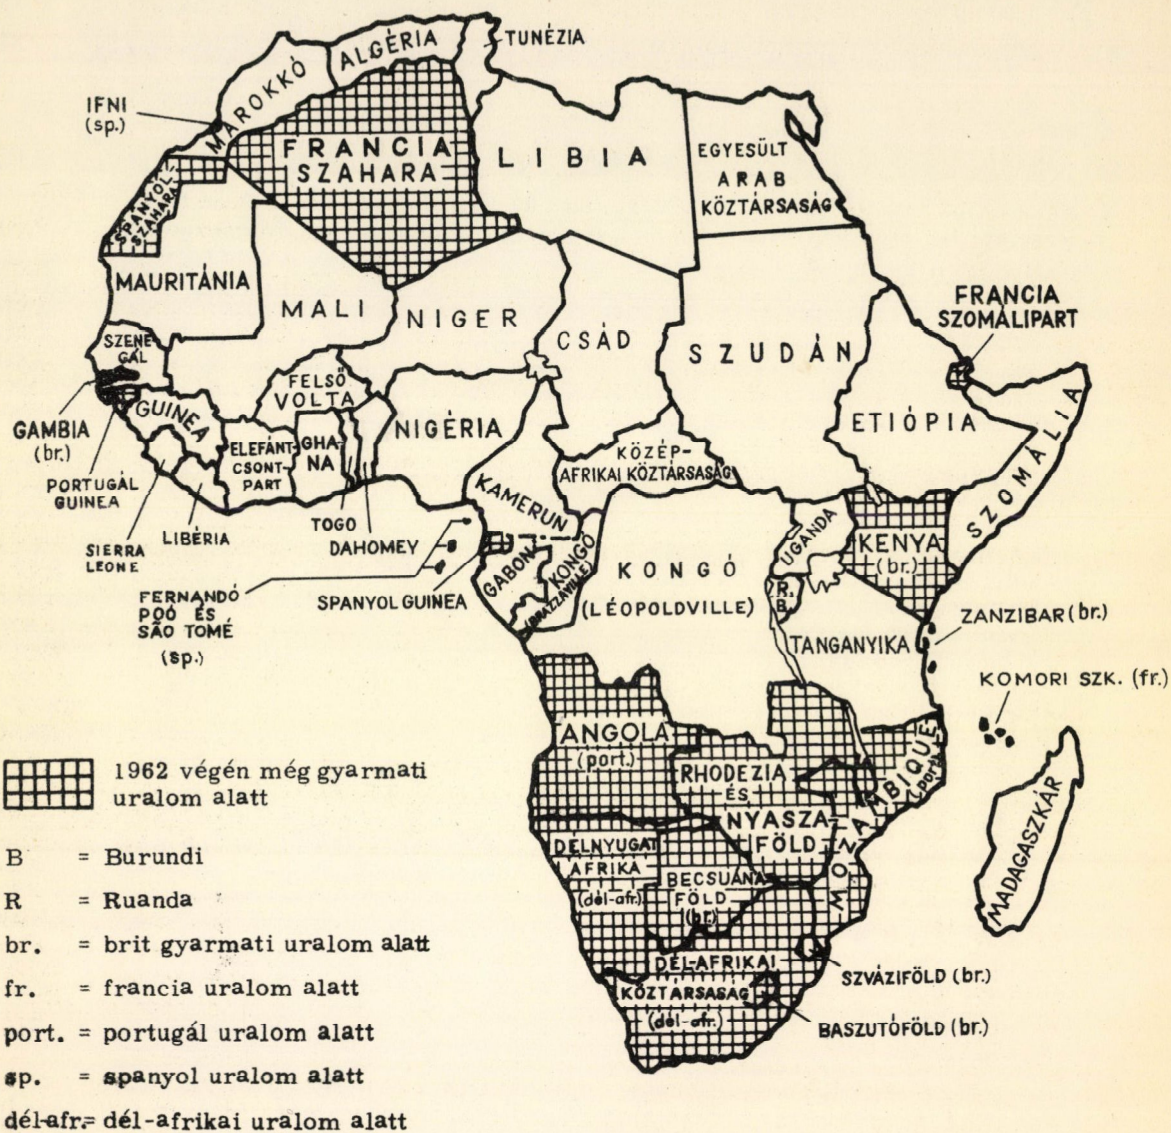 TUNÉZIA
ALGÉRIA
MAROKKÓ
IFNI
(sp.)
FRANCIA
SZAHARA
LIBIA
EGYESÜLT
ARAB
KÖZTÁRSASÁG
SPANYOL-
SZAHARA
MAURITÁNIA
MALI
NIGER
CSÁD
SZUDÁN
FRANCIA
SZOMÁLIPART
SZENE-
GÁL
FELSŐ
VOLTA
GUINEA
GAMBIA
(br.)
ELEFÁNT-
CSONT-
PART
GHA-
NA
NIGÉRIA
ETIÓPIA
SZOMÁLIA
KÖZÉP-
AFRIKAI KÖZTÁRSASÁG
PORTUGÁL
GUINEA
KAMERUN
SIERRA
LEONE
LIBÉRIA
TOGO
DAHOMEY
UGANDA
KENYA
(br.)
FERNANDÓ
POÓ ÉS
SÃO TOMÉ
(sp.)
SPANYOL GUINEA
GABON
KONGÓ
(BRAZZAVILLE)
KONGÓ
(LÉOPOLDVILLE)
R.
B.
ZANZIBAR (br.)
TANGANYIKA
KOMORI SZK. (fr.)
ANGOLA
(port.)
RHODEZIA
ÉS
NYASZA-
FÖLD
MOZAMBIQUE
(port.)
MADAGASZKÁR
DÉLNYUGAT
AFRIKA
(dél-afr.)
BECSUÁNA
FÖLD
(br.)
DÉL-AFRIKAI
KÖZTÁRSASÁG
(dél-afr.)
SZVÁZIFÖLD (br.)
BASZUTÓFÖLD (br.)
1962 végén még gyarmati
uralom alatt
B = Burundi
R = Ruanda
br. = brit gyarmati uralom alatt
fr. = francia uralom alatt
port. = portugál uralom alatt
sp. = spanyol uralom alatt
dél-afr.= dél-afrikai uralom alatt